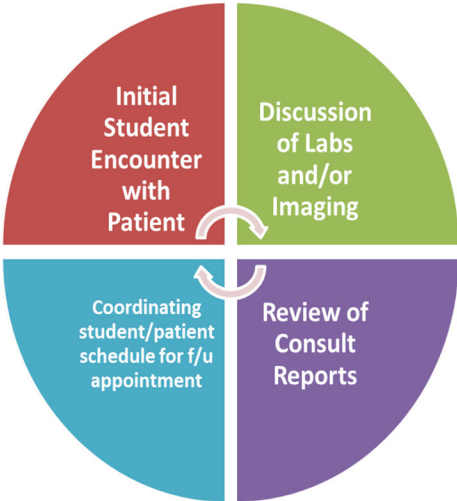 Initial
Student
Encounter
with
Patient
Discussion
of Labs
and/or
Imaging
Coordinating
student/patient
schedule for f/u
appointment
Review of
Consult
Reports